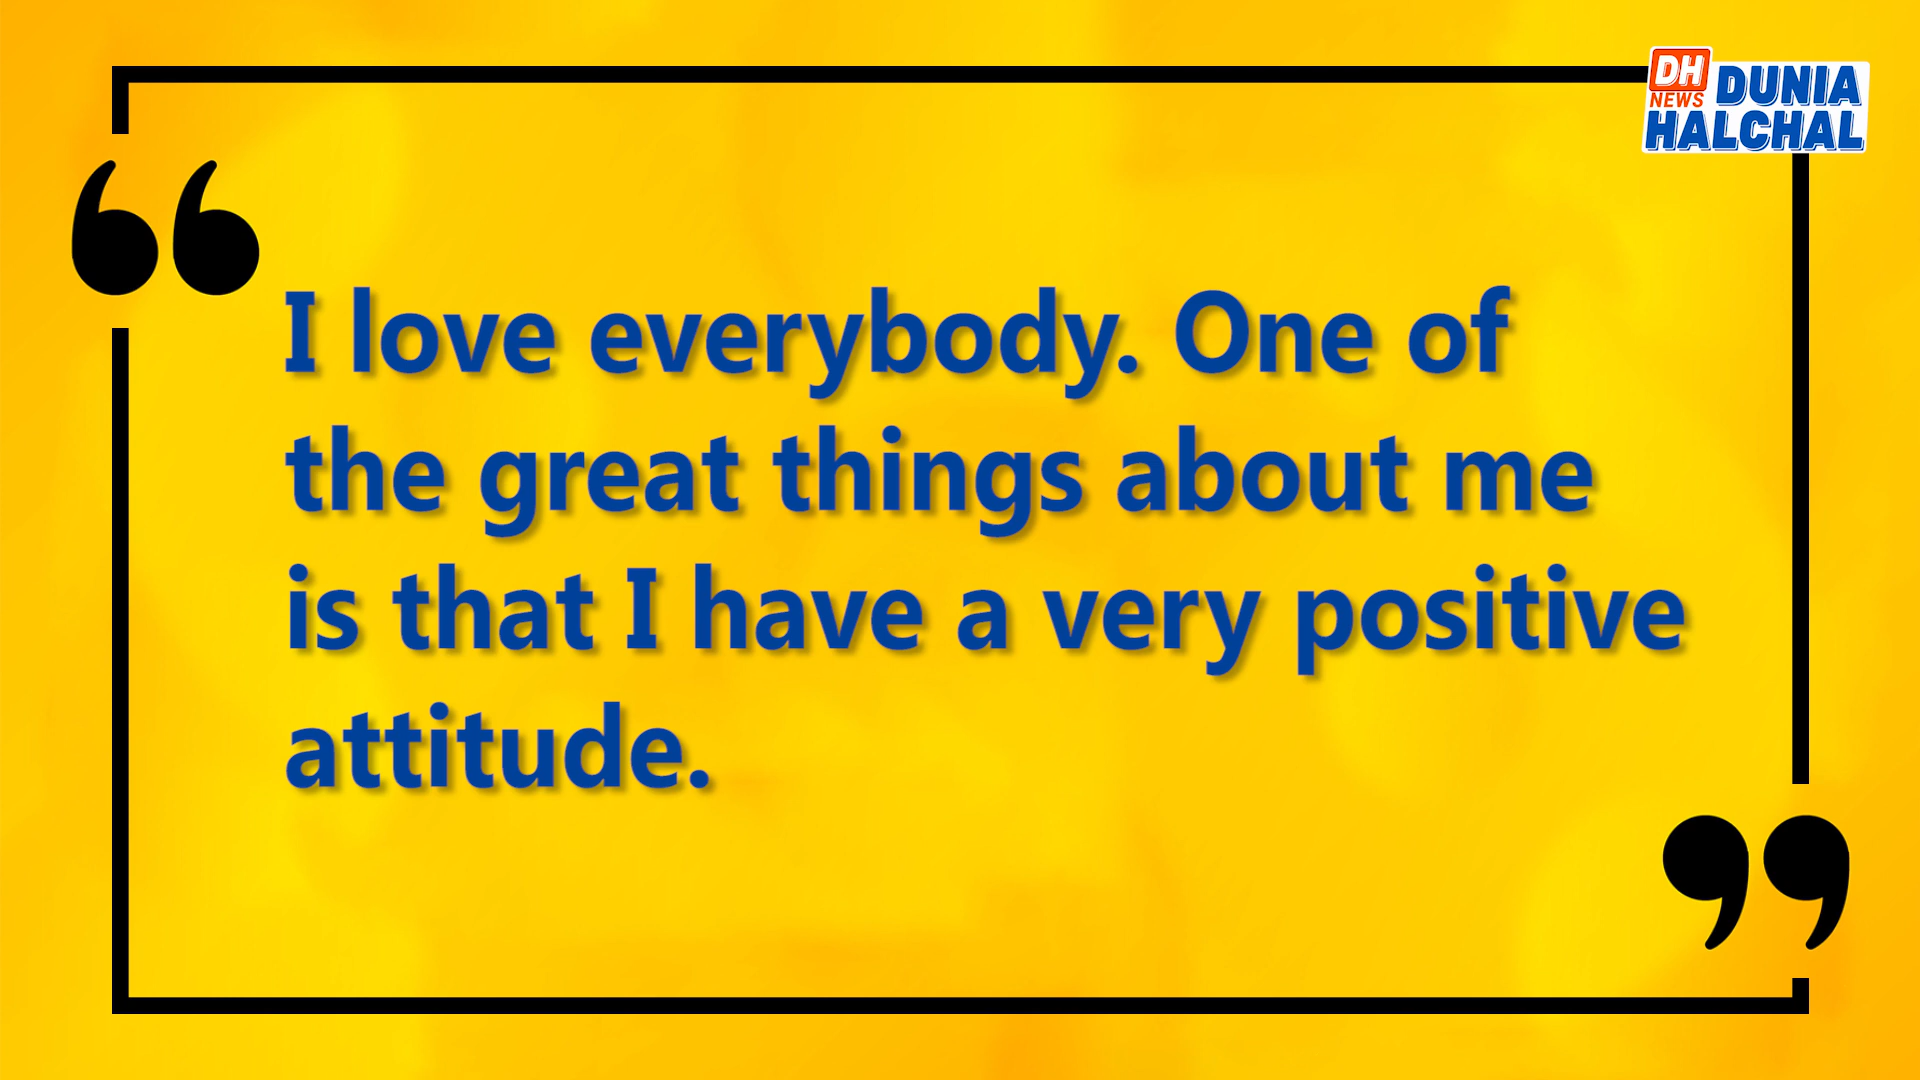 DH
NEWS
DUNIA
HALCHAL
“
I love everybody. One of
the great things about me
is that I have a very positive
attitude.
”